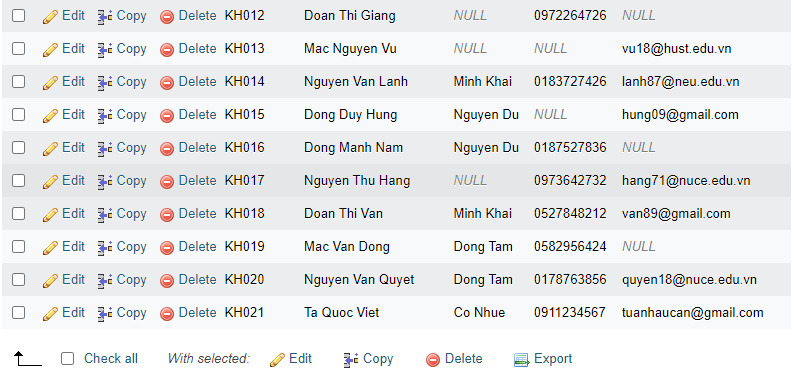 Edit Copy Delete KH012 Doan Thi Giang NULL 0972264726 NULL
Edit Copy Delete KH013 Mac Nguyen Vu NULL NULL vu18@hust.edu.vn
Edit Copy Delete KH014 Nguyen Van Lanh Minh Khai 0183727426 lanh87@neu.edu.vn
Edit Copy Delete KH015 Dong Duy Hung Nguyen Du NULL hung09@gmail.com
Edit Copy Delete KH016 Dong Manh Nam Nguyen Du 0187527836 NULL
Edit Copy Delete KH017 Nguyen Thu Hang NULL 0973642732 hang71@nuce.edu.vn
Edit Copy Delete KH018 Doan Thi Van Minh Khai 0527848212 van89@gmail.com
Edit Copy Delete KH019 Mac Van Dong Dong Tam 0582956424 NULL
Edit Copy Delete KH020 Nguyen Van Quyet Dong Tam 0178763856 quyen18@nuce.edu.vn
Edit Copy Delete KH021 Ta Quoc Viet Co Nhue 0911234567 tuanhaucan@gmail.com
Check all With selected: Edit Copy Delete Export